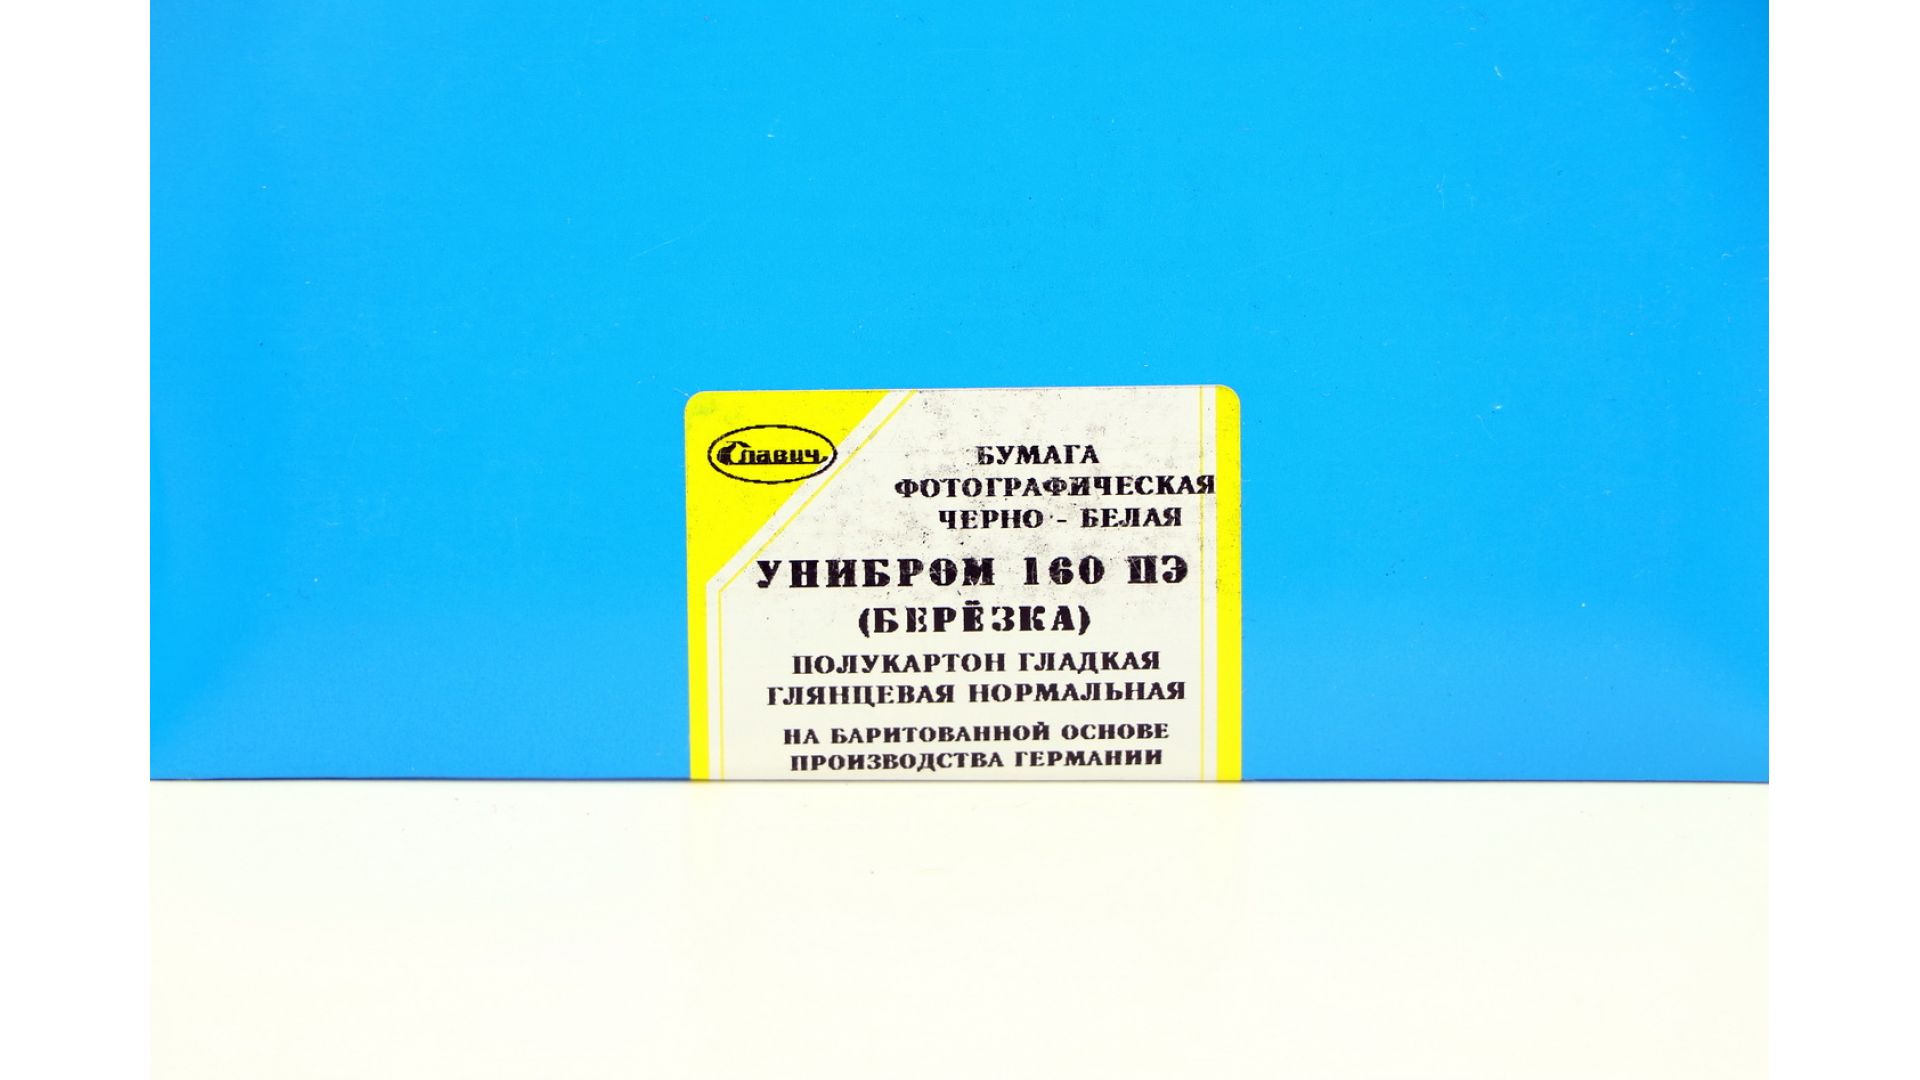 Славич
БУМАГА
ФОТОГРАФИЧЕСКАЯ
ЧЕРНО - БЕЛАЯ
УНИБРОМ 160 ПЭ
(БЕРЁЗКА)
ПОЛУКАРТОН ГЛАДКАЯ
ГЛЯНЦЕВАЯ НОРМАЛЬНАЯ
НА БАРИТОВАННОЙ ОСНОВЕ
ПРОИЗВОДСТВА ГЕРМАНИИ